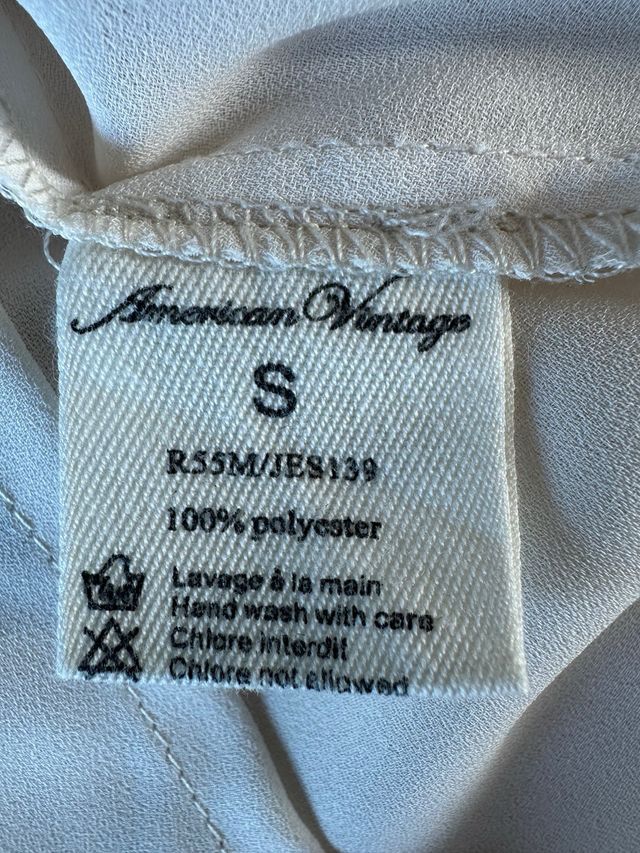 American Vintage
S
R55M/JES139
100% polyester
Lavage à la main
Hand wash with care
Chlore interdit
Chlore not allowed